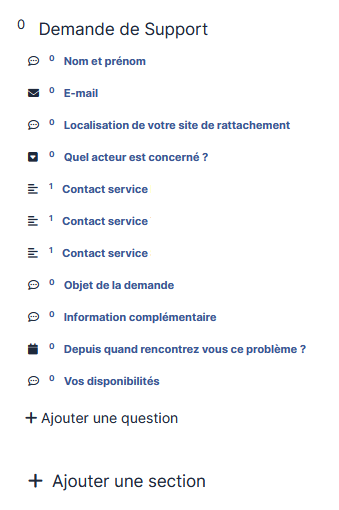 0 Demande de Support
0 Nom et prénom
0 E-mail
0 Localisation de votre site de rattachement
0 Quel acteur est concerné ?
1 Contact service
1 Contact service
1 Contact service
0 Objet de la demande
0 Information complémentaire
0 Depuis quand rencontrez vous ce problème ?
0 Vos disponibilités
+ Ajouter une question
+ Ajouter une section